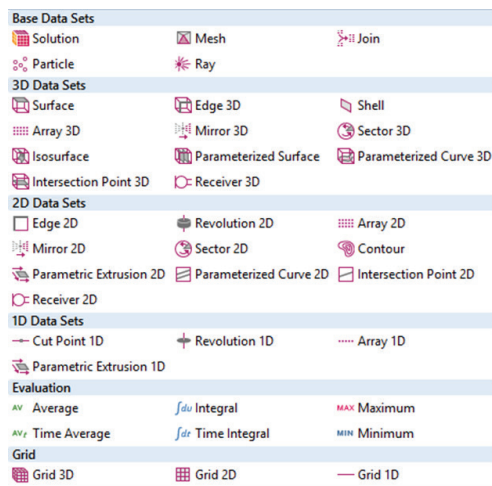 Base Data Sets
Solution Mesh Join
Particle Ray
3D Data Sets
Surface Edge 3D Shell
Array 3D Mirror 3D Sector 3D
Isosurface Parameterized Surface Parameterized Curve 3D
Intersection Point 3D Receiver 3D
2D Data Sets
Edge 2D Revolution 2D Array 2D
Mirror 2D Sector 2D Contour
Parametric Extrusion 2D Parameterized Curve 2D Intersection Point 2D
Receiver 2D
1D Data Sets
Cut Point 1D Revolution 1D Array 1D
Parametric Extrusion 1D
Evaluation
AV Average ∫du Integral MAX Maximum
AVt Time Average ∫dt Time Integral MIN Minimum
Grid
Grid 3D Grid 2D Grid 1D